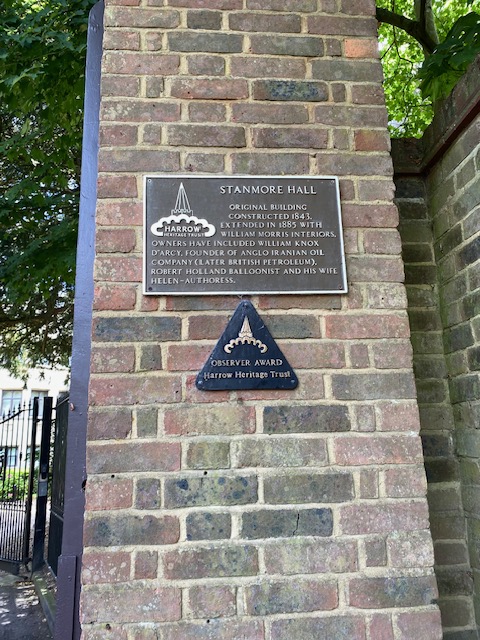 STANMORE HALL
HARROW
HERITAGE TRUST
ORIGINAL BUILDING
CONSTRUCTED 1843,
EXTENDED IN 1885 WITH
WILLIAM MORRIS INTERIORS,
OWNERS HAVE INCLUDED WILLIAM KNOX
D'ARCY, FOUNDER OF ANGLO IRANIAN OIL
COMPANY (LATER BRITISH PETROLEUM),
ROBERT HOLLAND BALLOONIST AND HIS WIFE
HELEN-AUTHORESS.
OBSERVER AWARD
Harrow Heritage Trust